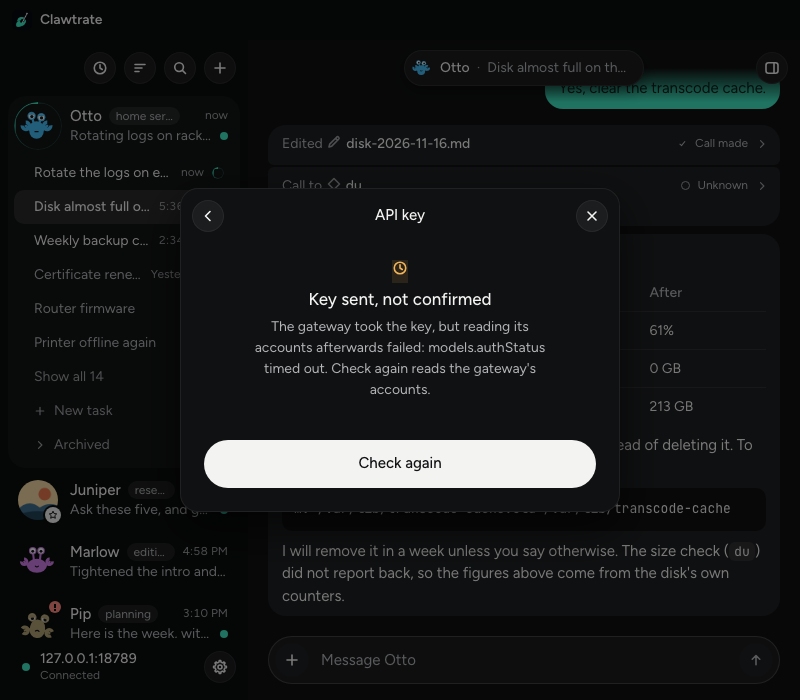 Clawtrate
Otto · Disk almost full on th...
Yes, clear the transcode cache.
Otto home ser... now
Rotating logs on rack...
Rotate the logs on e... now
Disk almost full o... 5:36
Weekly backup c... 2:34
Certificate rene... Yeste
Router firmware
Printer offline again
Show all 14
New task
Archived
Juniper rese...
Ask these five, and g...
Marlow editi... 4:58 PM
Tightened the intro and...
Pip planning 3:10 PM
Here is the week. wit...
127.0.0.1:18789
Connected
Edited disk-2026-11-16.md Call made
Call to du Unknown
API key
Key sent, not confirmed
The gateway took the key, but reading its
accounts afterwards failed: models.authStatus
timed out. Check again reads the gateway's
accounts.
Check again
After
61%
0 GB
213 GB
ead of deleting it. To
transcode-cache
I will remove it in a week unless you say otherwise. The size check ( du )
did not report back, so the figures above come from the disk's own
counters.
Message Otto